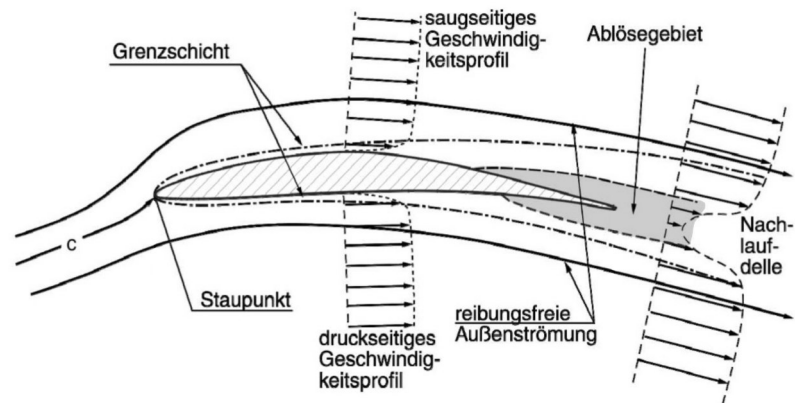 saugseitiges
Geschwindig-
keitsprofil
Ablösegebiet
Grenzschicht
c
Nach-
lauf-
delle
Staupunkt
reibungsfreie
Außenströmung
druckseitiges
Geschwindig-
keitsprofil